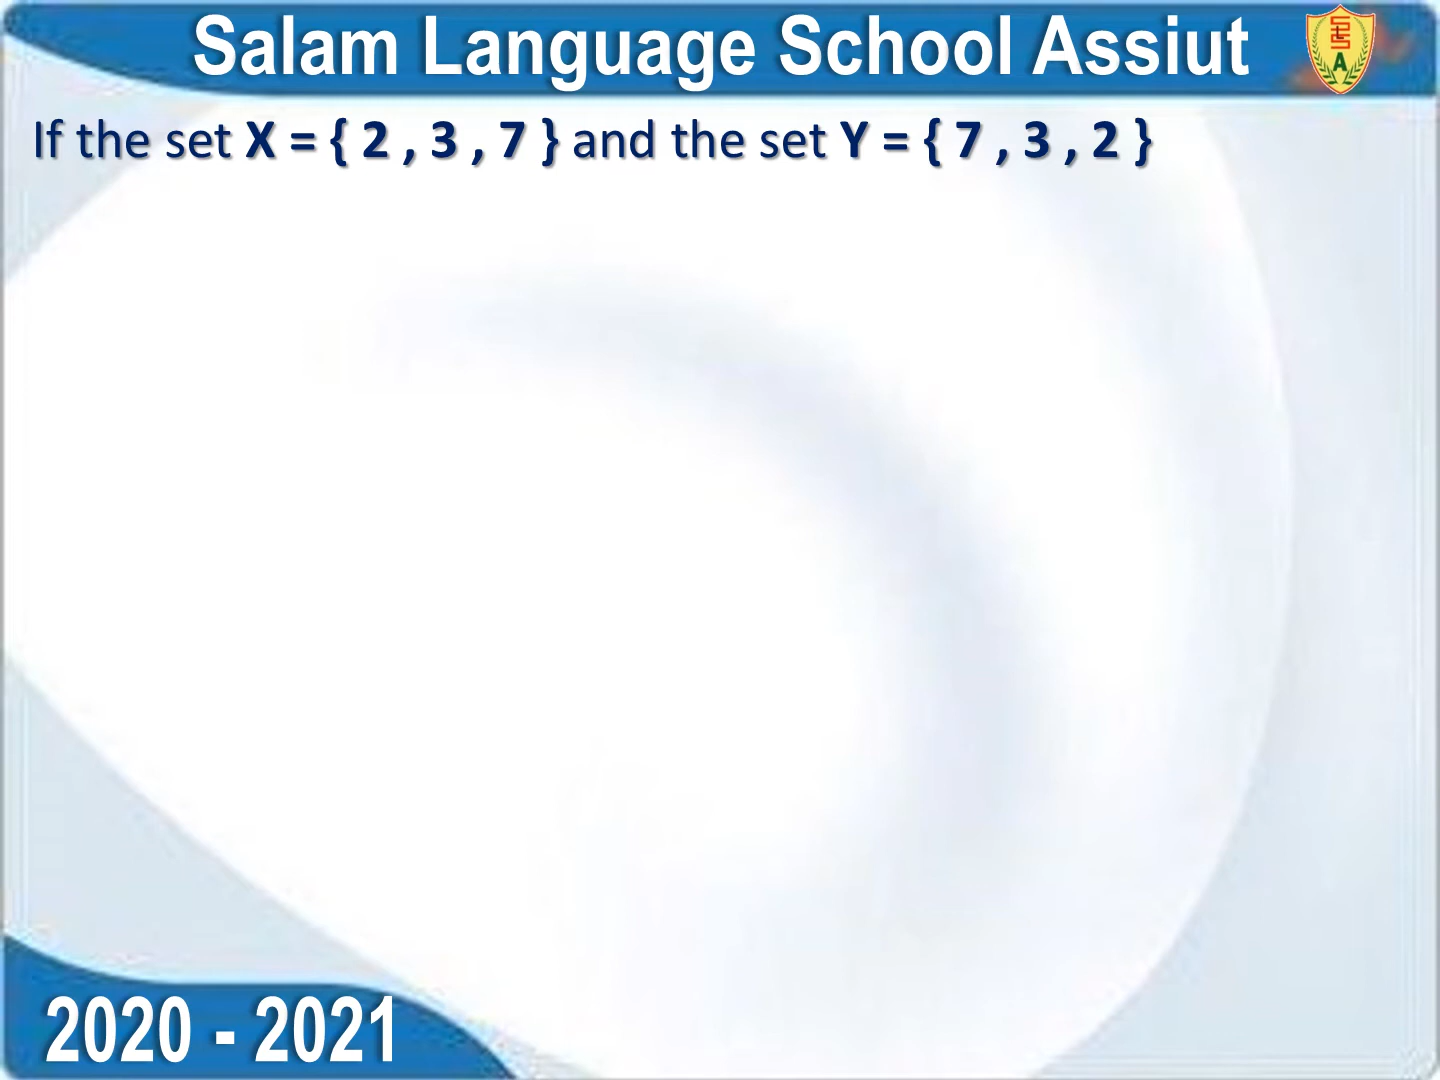 Salam Language School Assiut
If the set X = { 2 , 3 , 7 } and the set Y = { 7 , 3 , 2 }
2020 - 2021